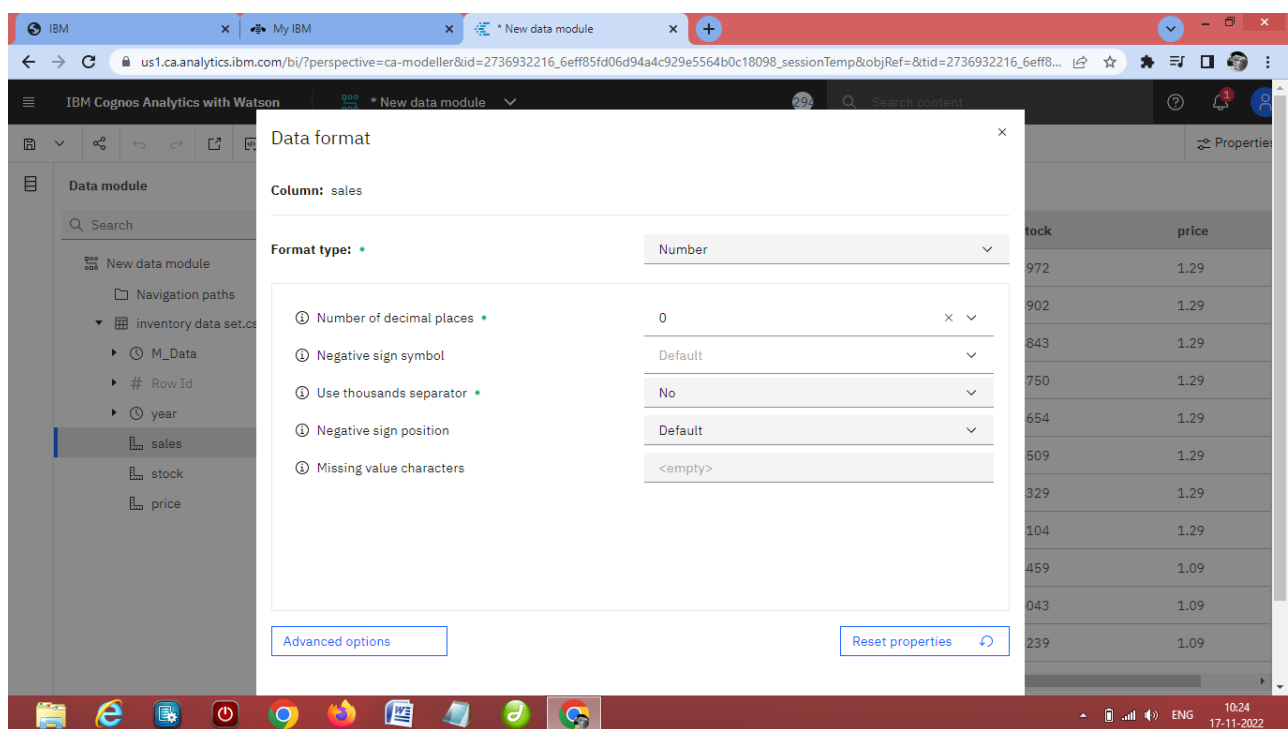 IBM
My IBM
* New data module
us1.ca.analytics.ibm.com/bi/?perspective=ca-modeller&id=2736932216_6eff85fd06d94a4c929e5564b0c18098_sessionTemp&objRef=&tid=2736932216_6eff8...
IBM Cognos Analytics with Watson
* New data module
294
Search content
1
Data format
Properties
Data module
Column: sales
Search
tock price
Format type: Number
New data module
972 1.29
Navigation paths
902 1.29
Number of decimal places 0
inventory data set.cs
843 1.29
Negative sign symbol Default
M_Data
750 1.29
Row Id
Use thousands separator No
year
654 1.29
Negative sign position Default
sales
509 1.29
Missing value characters <empty>
stock
329 1.29
price
104 1.29
459 1.09
043 1.09
Advanced options
Reset properties
239 1.09
ENG
10:24
17-11-2022